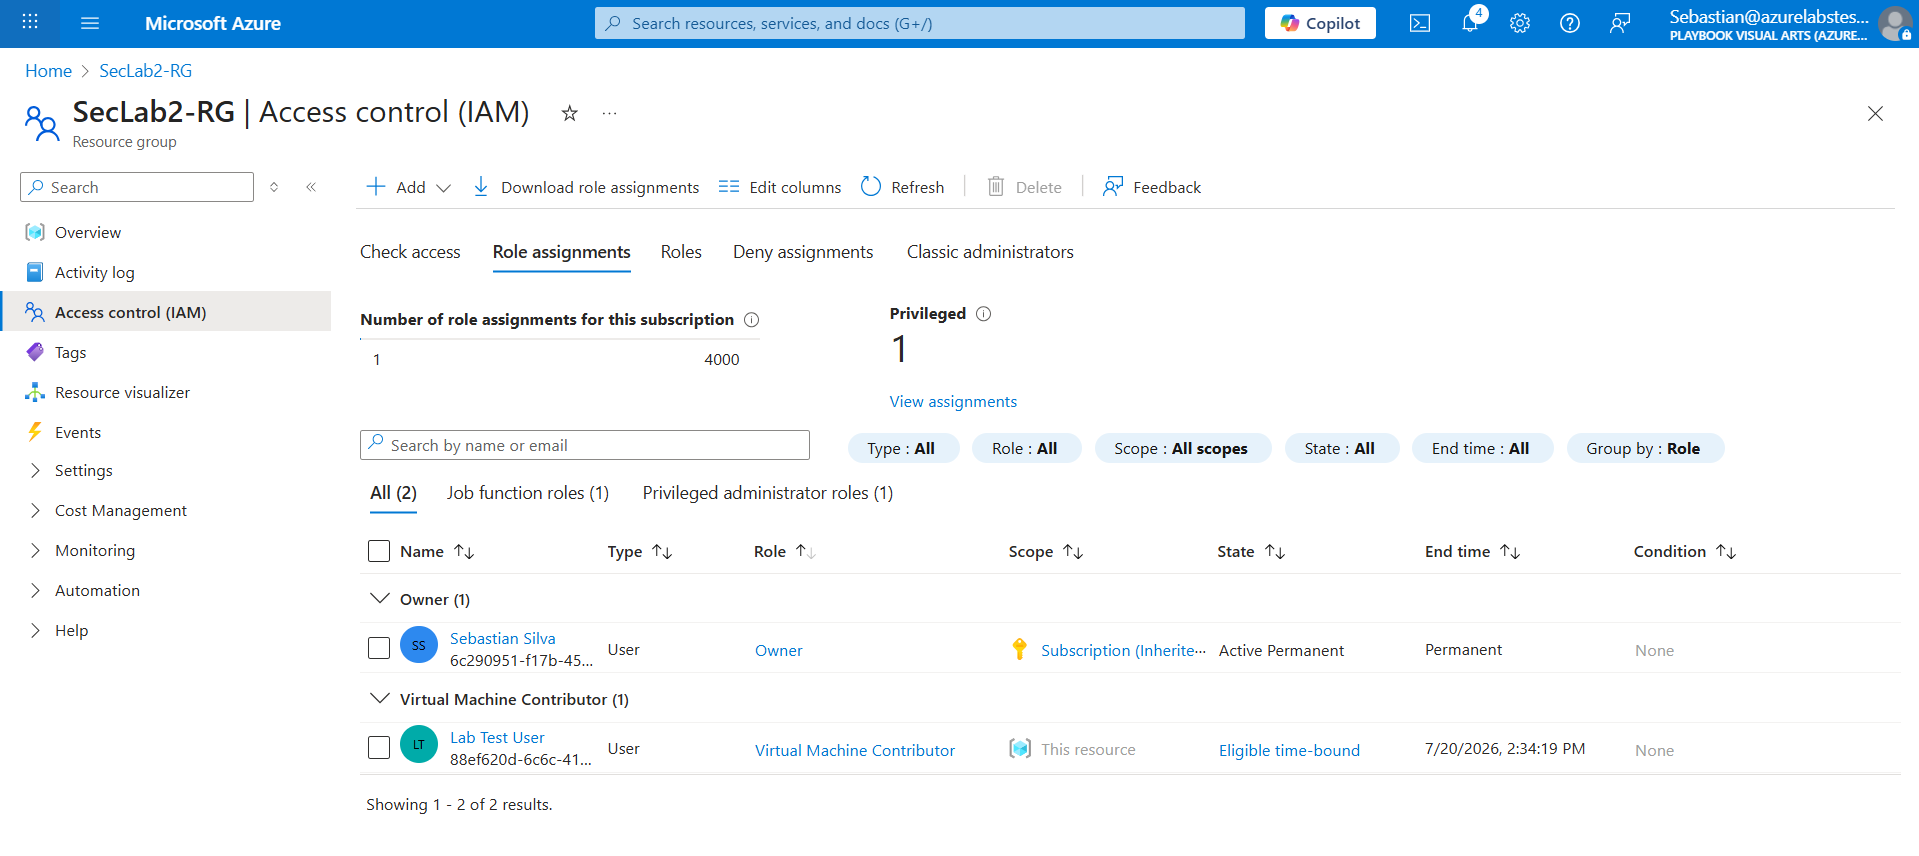 Microsoft Azure
Search resources, services, and docs (G+/)
Copilot
4
Sebastian@azurelabstes...
PLAYBOOK VISUAL ARTS (AZURE...
Home > SecLab2-RG
SecLab2-RG | Access control (IAM)
Resource group
Search
Overview
Activity log
Access control (IAM)
Tags
Resource visualizer
Events
Settings
Cost Management
Monitoring
Automation
Help
Add
Download role assignments
Edit columns
Refresh
Delete
Feedback
Check access
Role assignments
Roles
Deny assignments
Classic administrators
Number of role assignments for this subscription
1 4000
Privileged
1
View assignments
Search by name or email
Type : All
Role : All
Scope : All scopes
State : All
End time : All
Group by : Role
All (2)
Job function roles (1)
Privileged administrator roles (1)
Name Type Role Scope State End time Condition
Owner (1)
SS Sebastian Silva
6c290951-f17b-45...
User Owner Subscription (Inherite··· Active Permanent Permanent None
Virtual Machine Contributor (1)
LT Lab Test User
88ef620d-6c6c-41...
User Virtual Machine Contributor This resource Eligible time-bound 7/20/2026, 2:34:19 PM None
Showing 1 - 2 of 2 results.